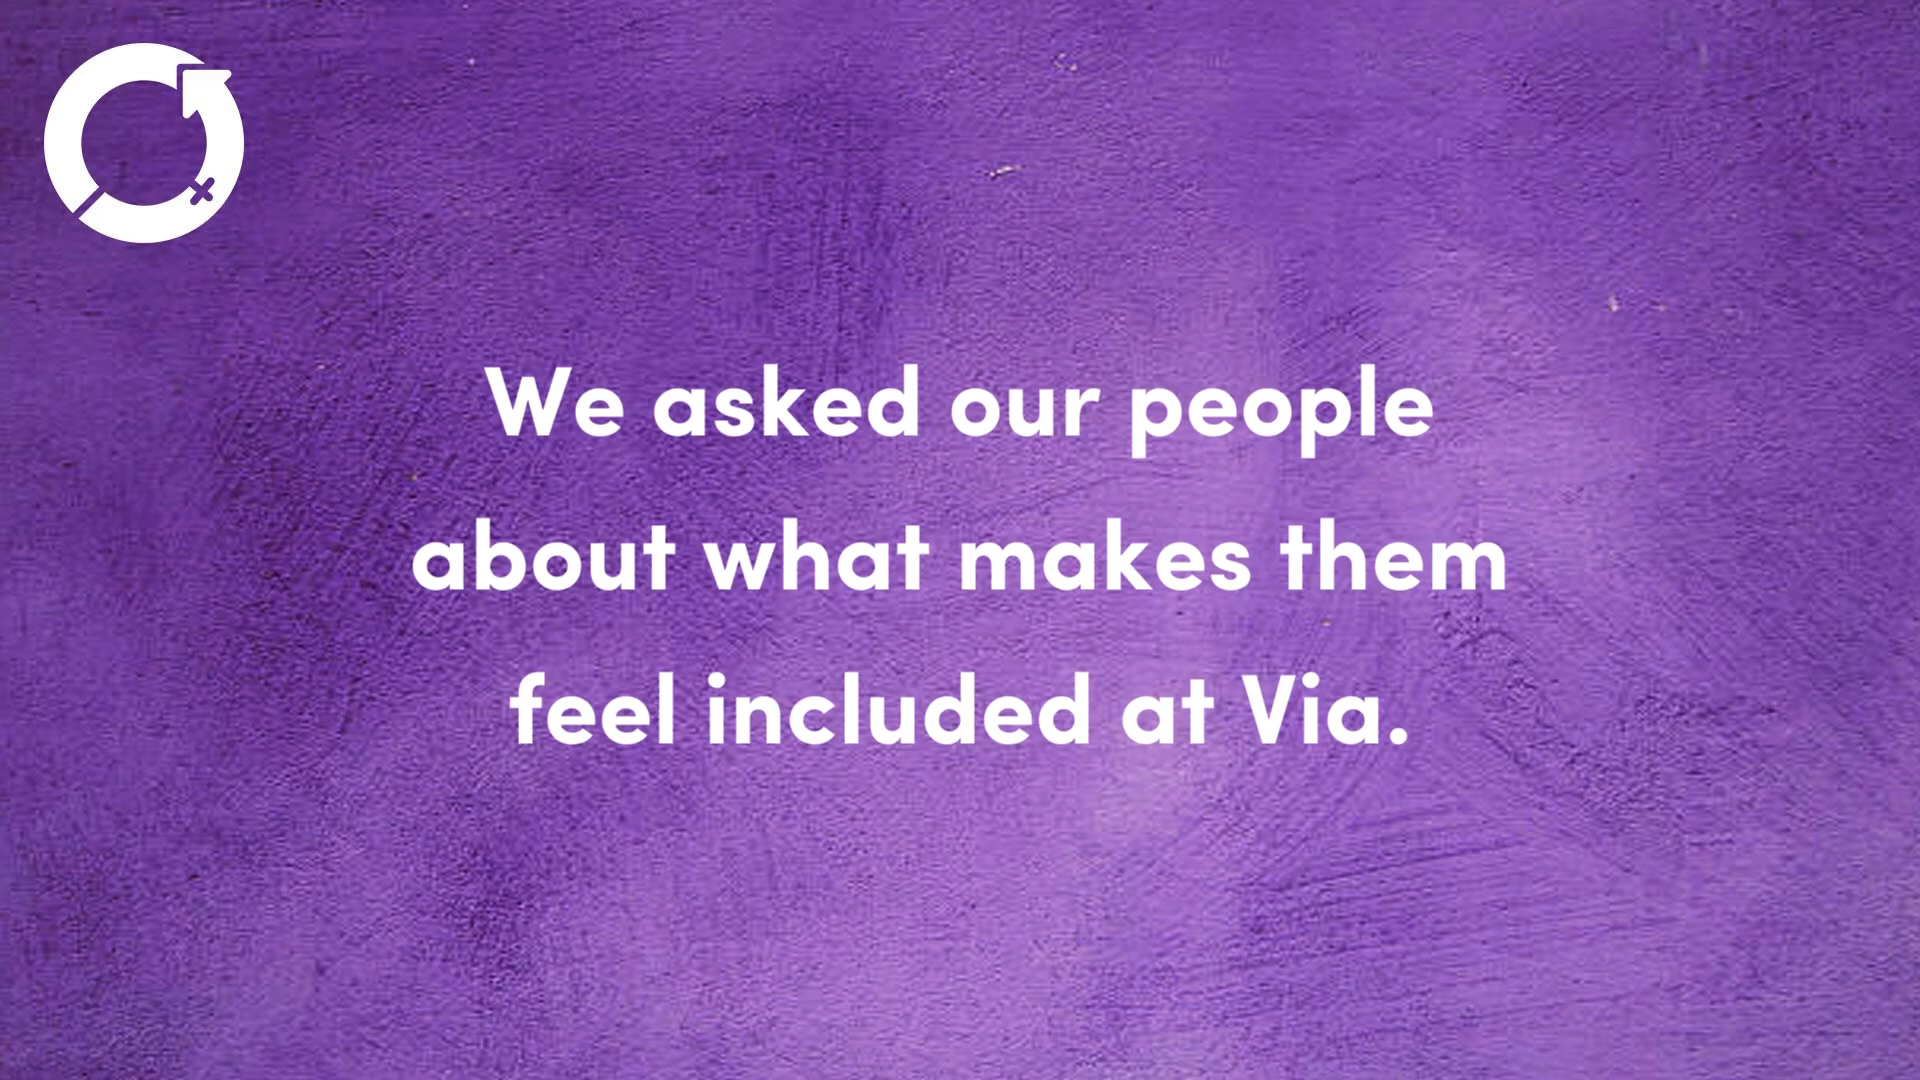 We asked our people
about what makes them
feel included at Via.